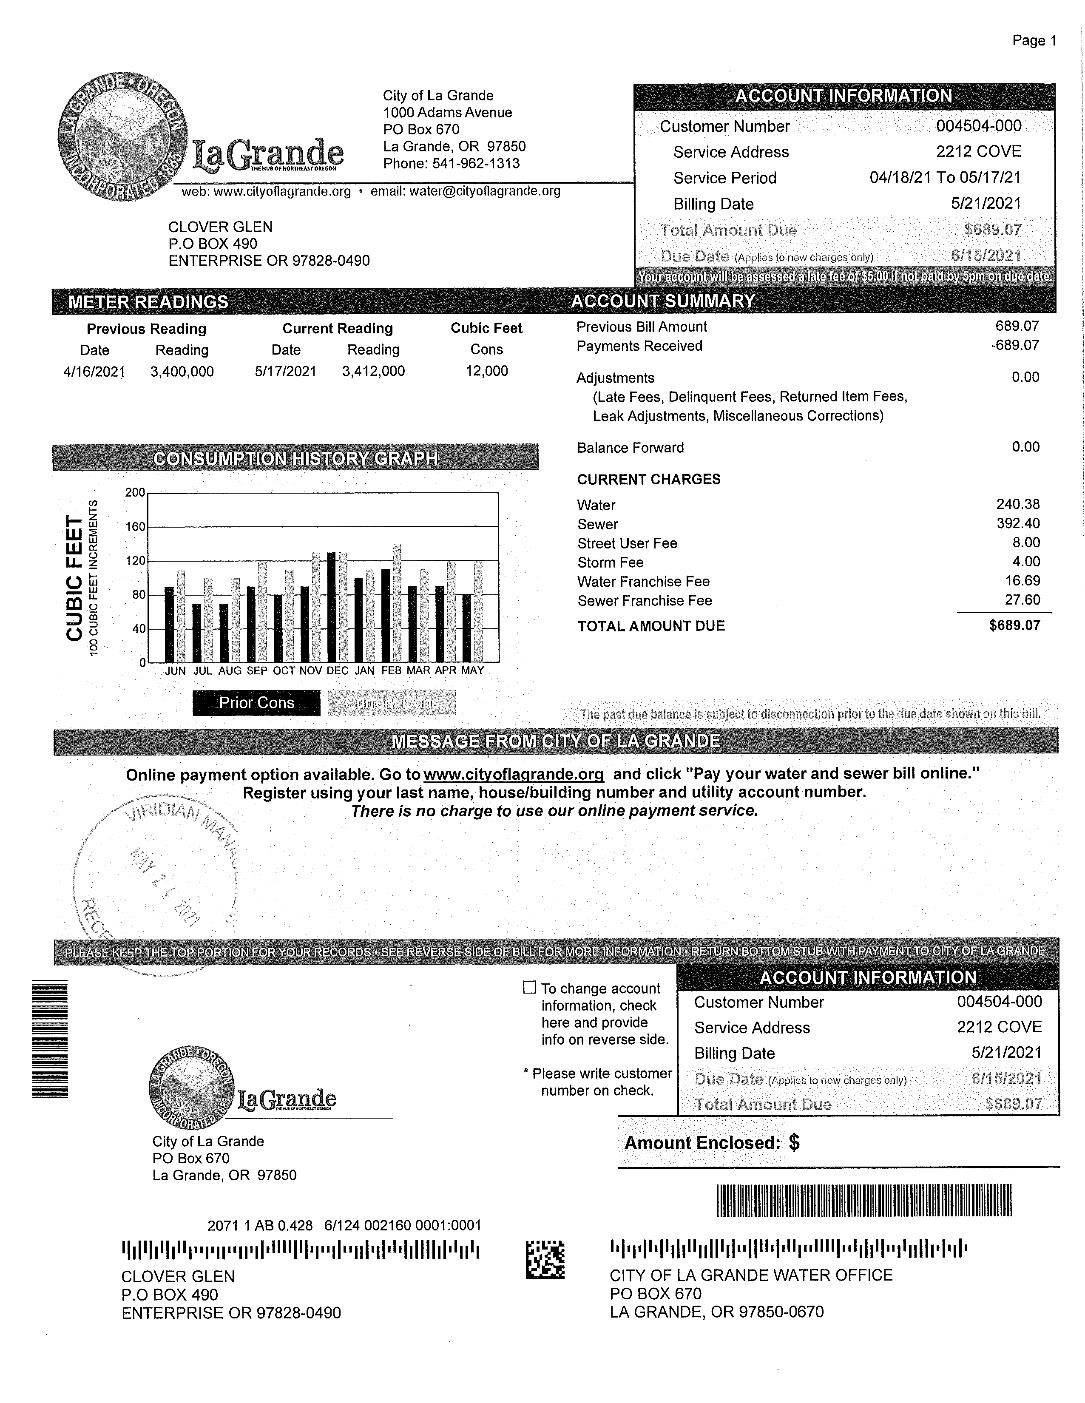 Page 1
LA GRANDE, OREGON
INCORPORATED
LaGrande
THE HUB OF NORTHEAST OREGON
City of La Grande
1000 Adams Avenue
PO Box 670
La Grande, OR 97850
Phone: 541-962-1313
web: www.cityoflagrande.org • email: water@cityoflagrande.org
CLOVER GLEN
P.O BOX 490
ENTERPRISE OR 97828-0490
ACCOUNT INFORMATION
Customer Number 004504-000
Service Address 2212 COVE
Service Period 04/18/21 To 05/17/21
Billing Date 5/21/2021
Total Amount Due $689.07
Due Date (Applies to new charges only) 6/15/2021
Your account will be assessed a late fee of $5.00 if not paid by 5pm on due date
METER READINGS
Previous Reading Current Reading Cubic Feet
Date Reading Date Reading Cons
4/16/2021 3,400,000 5/17/2021 3,412,000 12,000
ACCOUNT SUMMARY
Previous Bill Amount 689.07
Payments Received -689.07
Adjustments 0.00
(Late Fees, Delinquent Fees, Returned Item Fees,
Leak Adjustments, Miscellaneous Corrections)
Balance Forward 0.00
CURRENT CHARGES
Water 240.38
Sewer 392.40
Street User Fee 8.00
Storm Fee 4.00
Water Franchise Fee 16.69
Sewer Franchise Fee 27.60
TOTAL AMOUNT DUE $689.07
CONSUMPTION HISTORY GRAPH
CUBIC FEET
100 CUBIC FEET INCREMENTS
200
160
120
80
40
0
JUN JUL AUG SEP OCT NOV DEC JAN FEB MAR APR MAY
Prior Cons
The past due balance is subject to disconnection prior to the due date shown on this bill.
MESSAGE FROM CITY OF LA GRANDE
Online payment option available. Go to www.cityoflagrande.org and click "Pay your water and sewer bill online."
Register using your last name, house/building number and utility account number.
There is no charge to use our online payment service.
VIRIDIAN MANAG
MAY 2 2021
RECE
PLEASE KEEP THE TOP PORTION FOR YOUR RECORDS • SEE REVERSE SIDE OF BILL FOR MORE INFORMATION • RETURN BOTTOM STUB WITH PAYMENT TO CITY OF LA GRANDE
To change account
information, check
here and provide
info on reverse side.
* Please write customer
number on check.
ACCOUNT INFORMATION
Customer Number 004504-000
Service Address 2212 COVE
Billing Date 5/21/2021
Due Date (Applies to new charges only) 6/15/2021
Total Amount Due $689.07
Amount Enclosed: $
LA GRANDE, OREGON
INCORPORATED
LaGrande
THE HUB OF NORTHEAST OREGON
City of La Grande
PO Box 670
La Grande, OR 97850
2071 1 AB 0.428 6/124 002160 0001:0001
CLOVER GLEN
P.O BOX 490
ENTERPRISE OR 97828-0490
CITY OF LA GRANDE WATER OFFICE
PO BOX 670
LA GRANDE, OR 97850-0670